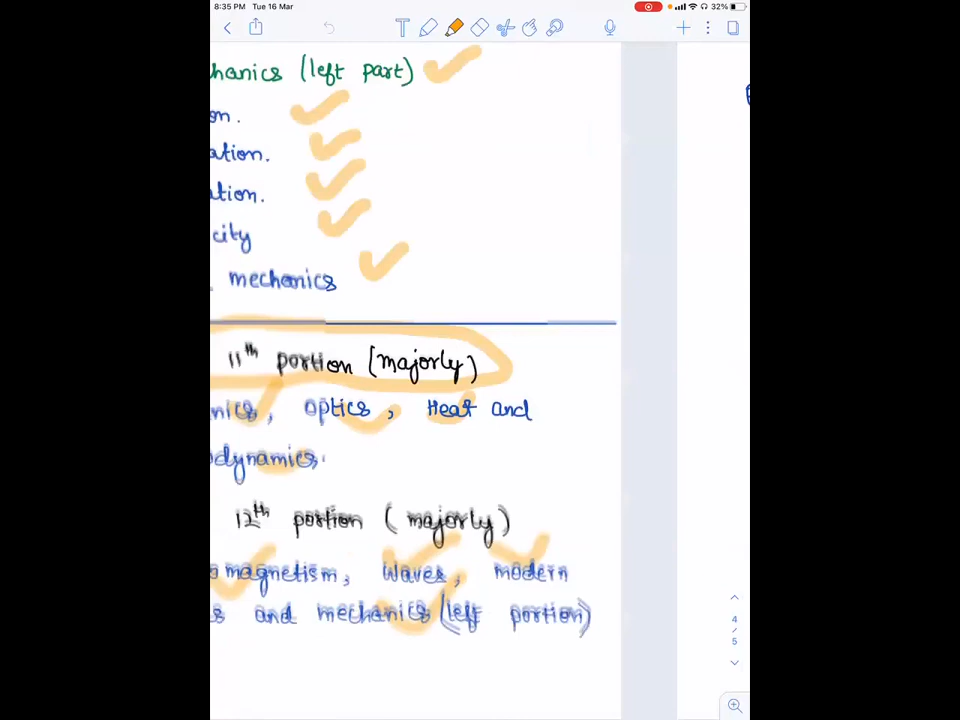 8:35 PM Tue 16 Mar 32%
hanics (left part)
on.
ation.
ation.
city
mechanics
11th portion (majorly)
nics, optics, Heat and
dynamics.
12th portion (majorly)
magnetism, waves, modern
s and mechanics (left portion)
4
/
5